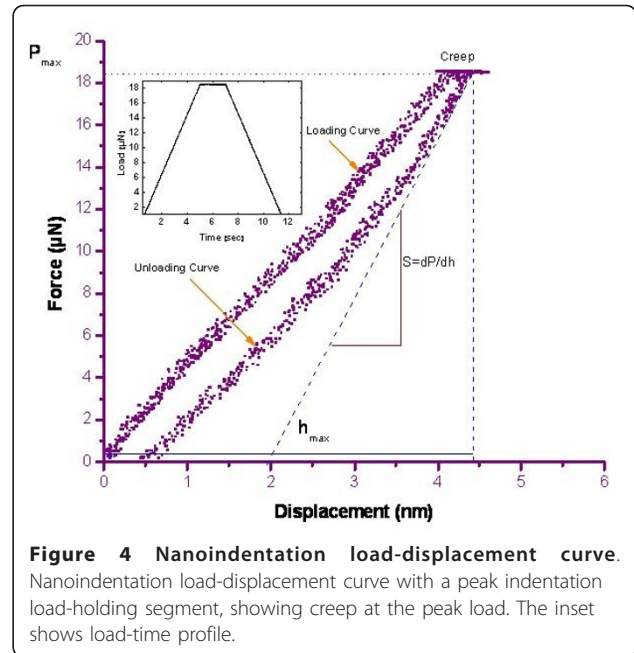 Creep
P max
20
18
16
14
12
10
8
6
4
2
0
Force (µN)
18
16
14
12
10
8
6
4
2
Load [µN]
2 4 6 8 10 12
Time [sec]
Loading Curve
Unloading Curve
S=dP/dh
h max
0 1 2 3 4 5 6
Displacement (nm)
Figure 4 Nanoindentation load-displacement curve.
Nanoindentation load-displacement curve with a peak indentation
load-holding segment, showing creep at the peak load. The inset
shows load-time profile.